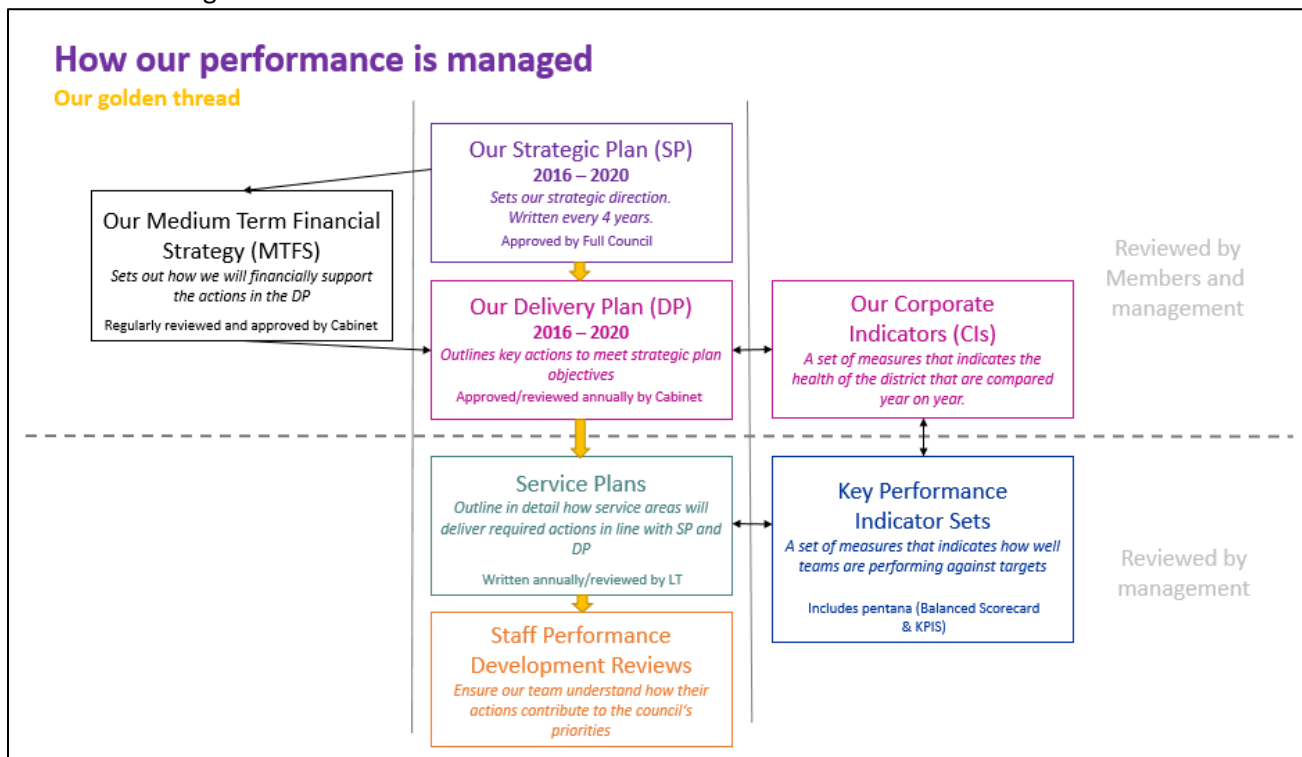 How our performance is managed
Our golden thread
Our Strategic Plan (SP)
2016 – 2020
Sets our strategic direction.
Written every 4 years.
Approved by Full Council
Our Medium Term Financial
Strategy (MTFS)
Sets out how we will financially support
the actions in the DP
Regularly reviewed and approved by Cabinet
Our Delivery Plan (DP)
2016 – 2020
Outlines key actions to meet strategic plan
objectives
Approved/reviewed annually by Cabinet
Our Corporate
Indicators (CIs)
A set of measures that indicates the
health of the district that are compared
year on year.
Reviewed by
Members and
management
Service Plans
Outline in detail how service areas will
deliver required actions in line with SP and
DP
Written annually/reviewed by LT
Key Performance
Indicator Sets
A set of measures that indicates how well
teams are performing against targets
Includes pentana (Balanced Scorecard
& KPIS)
Reviewed by
management
Staff Performance
Development Reviews
Ensure our team understand how their
actions contribute to the council's
priorities